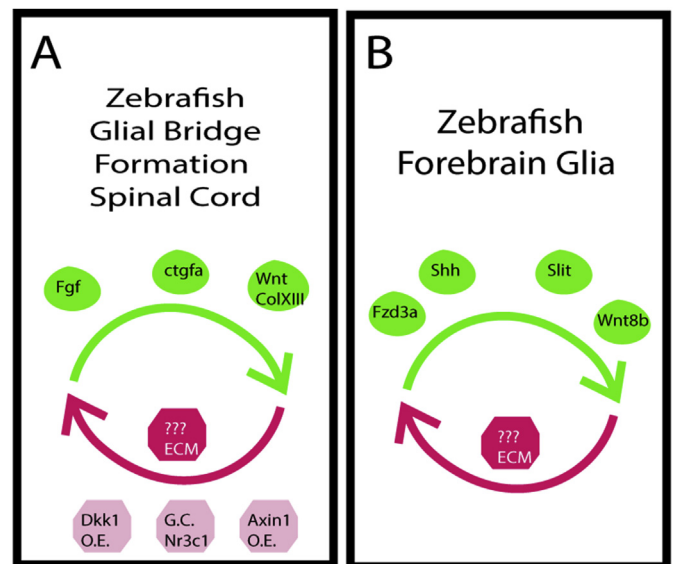 A
Zebrafish
Glial Bridge
Formation
Spinal Cord
Fgf
ctgfa
Wnt
ColXIII
???
ECM
Dkk1
O.E.
G.C.
Nr3c1
Axin1
O.E.
B
Zebrafish
Forebrain Glia
Fzd3a
Shh
Slit
Wnt8b
???
ECM